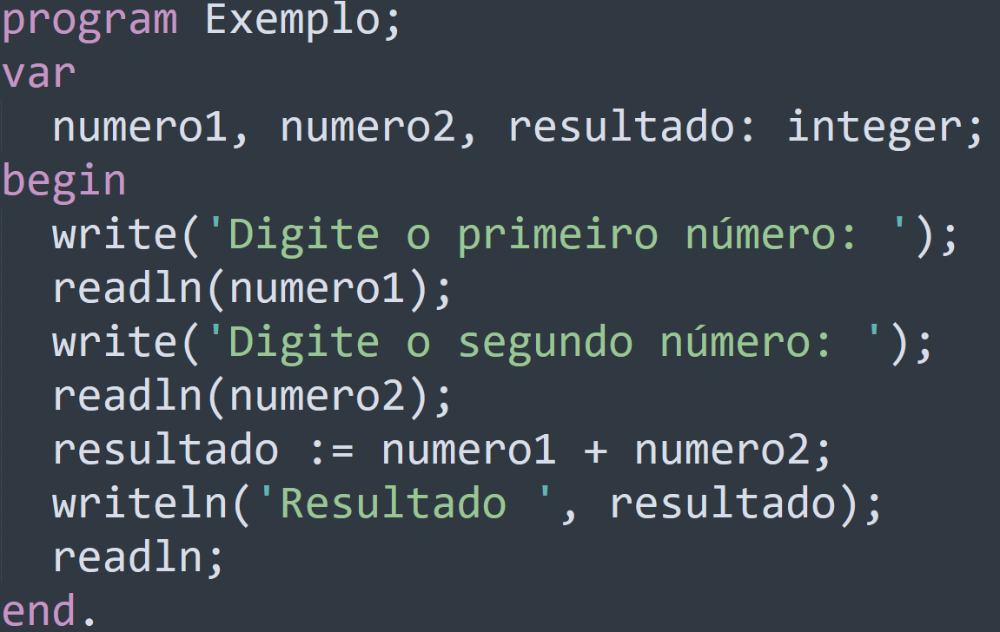 program Exemplo;
var
  numero1, numero2, resultado: integer;
begin
  write('Digite o primeiro número: ');
  readln(numero1);
  write('Digite o segundo número: ');
  readln(numero2);
  resultado := numero1 + numero2;
  writeln('Resultado ', resultado);
  readln;
end.